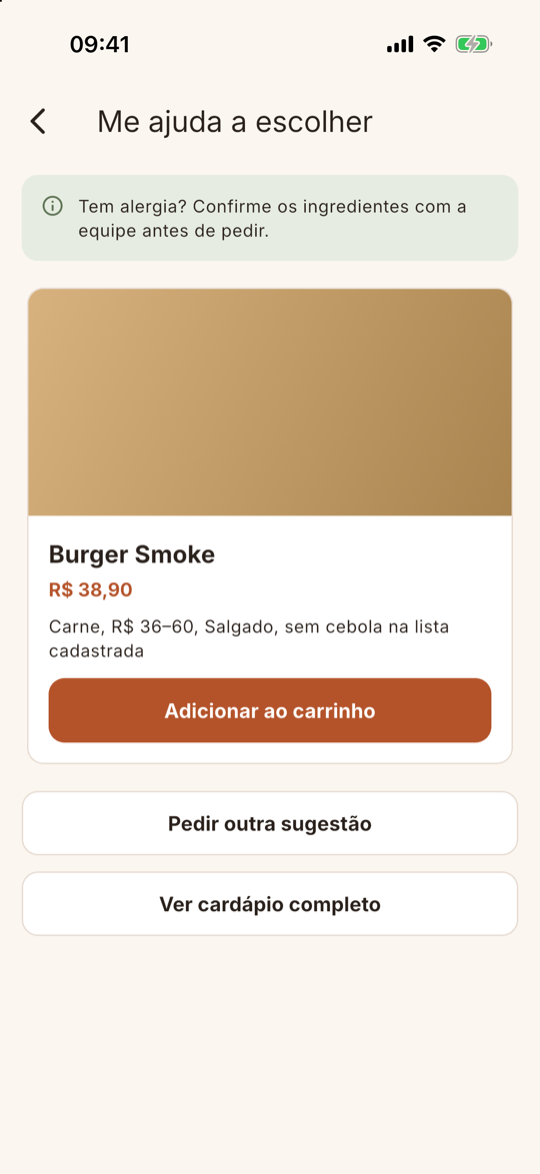 09:41
Me ajuda a escolher
Tem alergia? Confirme os ingredientes com a
equipe antes de pedir.
Burger Smoke
R$ 38,90
Carne, R$ 36–60, Salgado, sem cebola na lista
cadastrada
Adicionar ao carrinho
Pedir outra sugestão
Ver cardápio completo